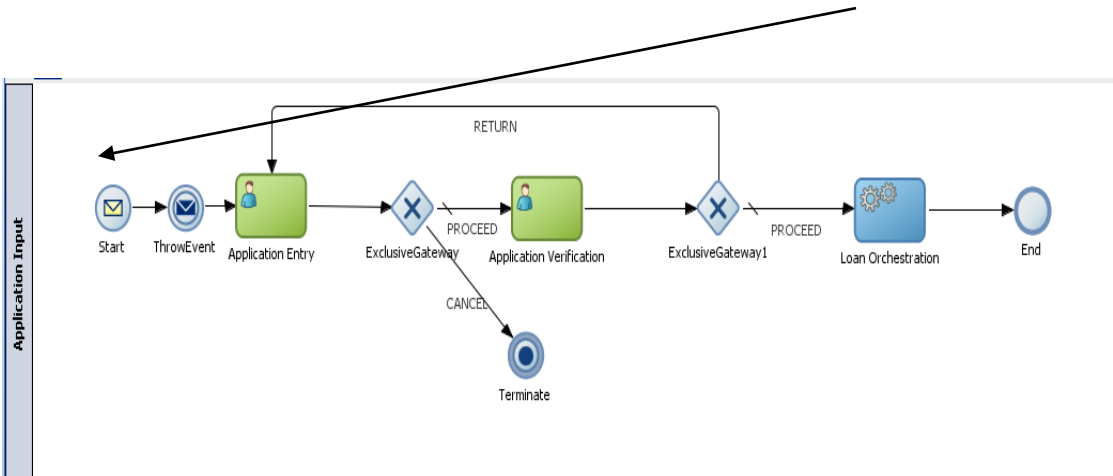 Application Input
RETURN
Start
ThrowEvent
Application Entry
ExclusiveGateway
PROCEED
Application Verification
ExclusiveGateway1
PROCEED
Loan Orchestration
End
CANCEL
Terminate